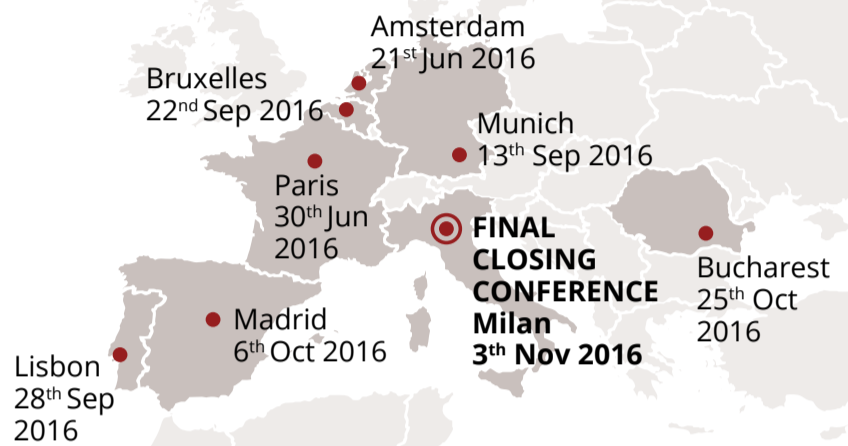 Amsterdam
21st Jun 2016
Bruxelles
22nd Sep 2016
Munich
13th Sep 2016
Paris
30th Jun
2016
FINAL
CLOSING
CONFERENCE
Milan
3th Nov 2016
Bucharest
25th Oct
2016
Madrid
6th Oct 2016
Lisbon
28th Sep
2016